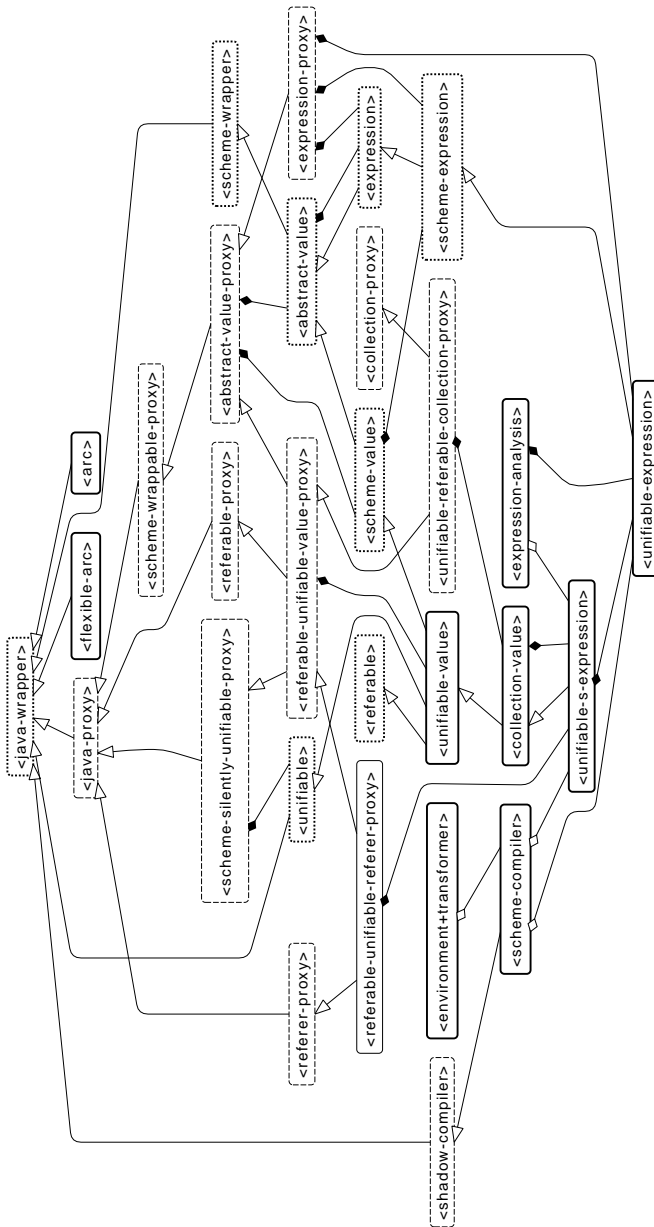 <java-wrapper>
<java-proxy>
<flexible-arc>
<arc>
<scheme-wrappable-proxy>
<scheme-silently-unifiable-proxy>
<referable-proxy>
<abstract-value-proxy>
<scheme-wrapper>
<referer-proxy>
<unifiable>
<referable-unifiable-value-proxy>
<abstract-value>
<expression-proxy>
<referable-unifiable-referer-proxy>
<referable>
<scheme-value>
<collection-proxy>
<expression>
<shadow-compiler>
<environment+transformer>
<unifiable-value>
<unifiable-referable-collection-proxy>
<scheme-expression>
<scheme-compiler>
<collection-value>
<expression-analysis>
<unifiable-s-expression>
<unifiable-expression>